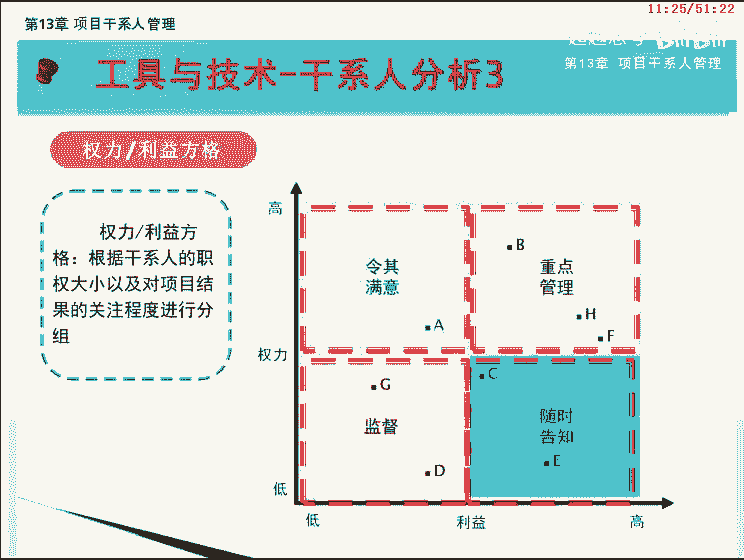 11:25/51:22
第13章 项目干系人管理
工具与技术-干系人分析3
第13章 项目干系人管理
权力/利益方格
权力/利益方
格：根据干系人的职
权大小以及对项目结
果的关注程度进行分
组
高
令其
满意
A
B
重点
管理
H
F
权力
G
监督
D
C
随时
告知
E
低
低
利益
高